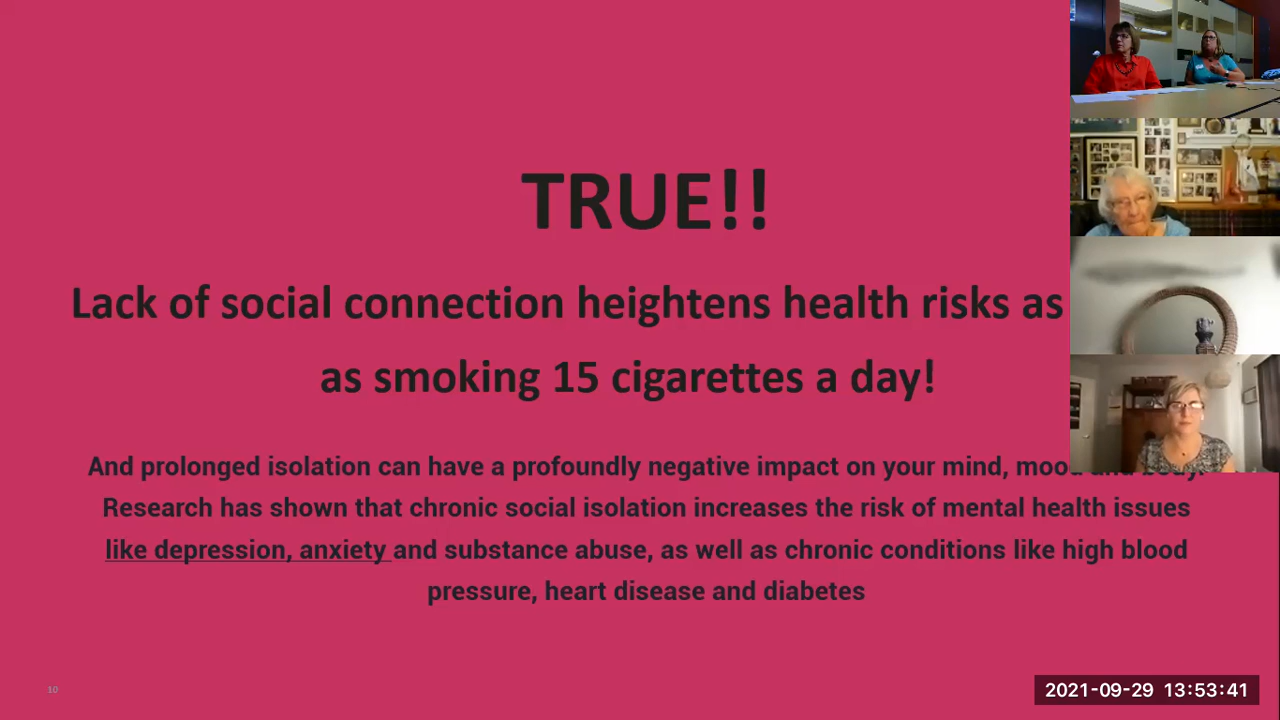 TRUE!!
Lack of social connection heightens health risks as
as smoking 15 cigarettes a day!
And prolonged isolation can have a profoundly negative impact on your mind, mood and body.
Research has shown that chronic social isolation increases the risk of mental health issues
like depression, anxiety and substance abuse, as well as chronic conditions like high blood
pressure, heart disease and diabetes
10
2021-09-29 13:53:41